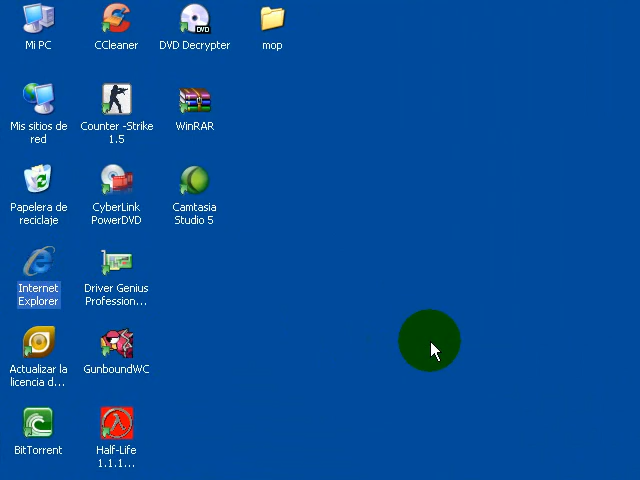 Mi PC
CCleaner
DVD
DVD Decrypter
mop
Mis sitios de
red
Counter -Strike
1.5
WinRAR
Papelera de
reciclaje
CyberLink
PowerDVD
Camtasia
Studio 5
Internet
Explorer
Driver Genius
Profession...
Actualizar la
licencia d...
GunboundWC
BitTorrent
Half-Life
1.1.1...